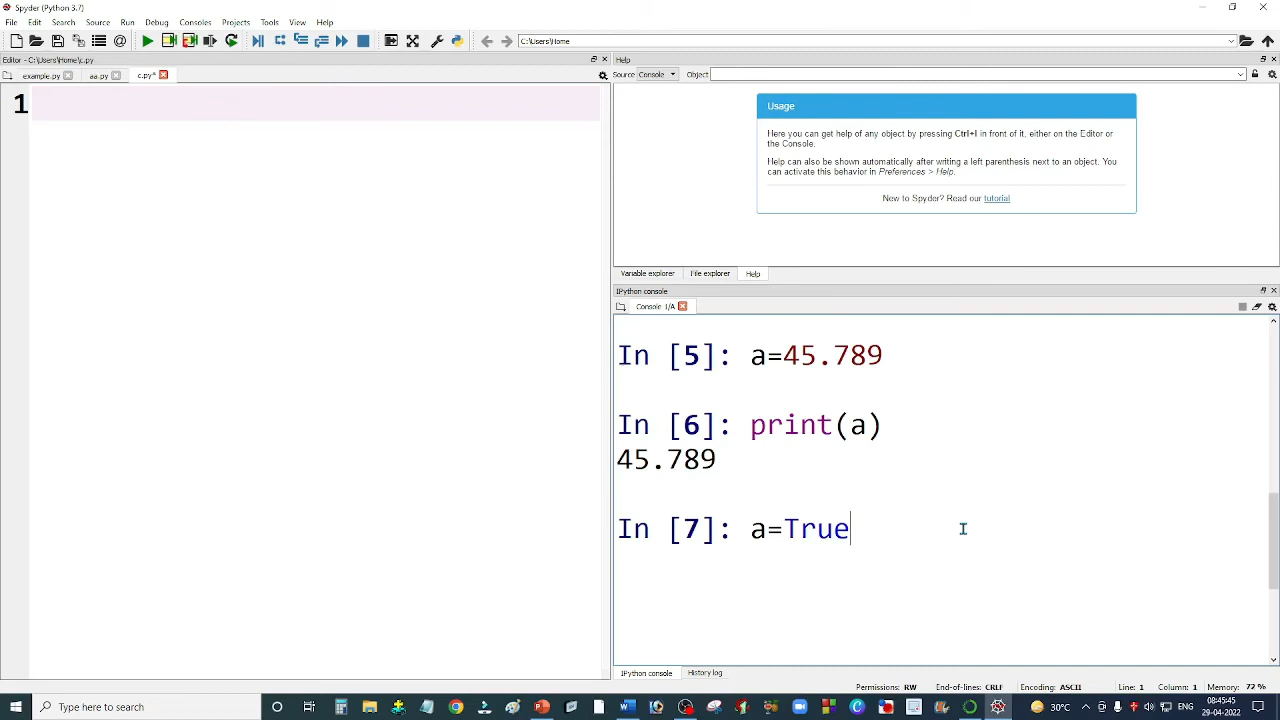 Spyder (Python 3.7)
File Edit Search Source Run Debug Consoles Projects Tools View Help
C:\Users\Home
Editor - C:\Users\Home\c.py
example.py aa.py c.py*
1
Help
Source Console Object
Usage
Here you can get help of any object by pressing Ctrl+I in front of it, either on the Editor or
the Console.
Help can also be shown automatically after writing a left parenthesis next to an object. You
can activate this behavior in Preferences > Help.
New to Spyder? Read our tutorial
Variable explorer File explorer Help
IPython console
Console 1/A
In [5]: a=45.789
In [6]: print(a)
45.789
In [7]: a=True
IPython console History log
Permissions: RW End-of-lines: CRLF Encoding: ASCII Line: 1 Column: 1 Memory: 72 %
Type here to search
30°C ENG
08:45:45
29-04-2022